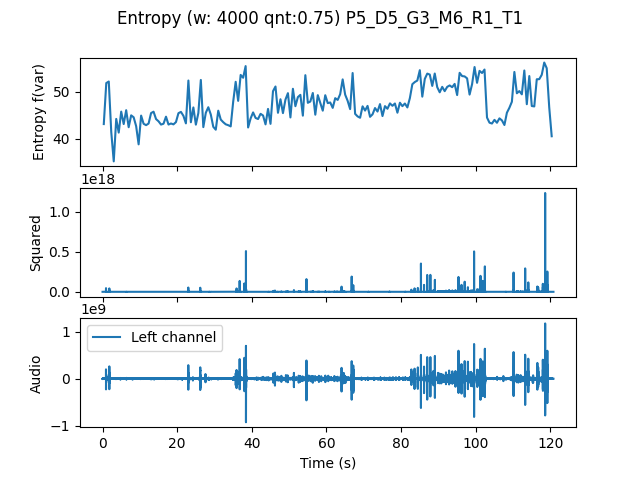 Entropy (w: 4000 qnt:0.75) P5_D5_G3_M6_R1_T1
Entropy f(var)
50
40
1e18
Squared
1.0
0.5
0.0
1e9
Audio
1
0
−1
Left channel
0 20 40 60 80 100 120
Time (s)